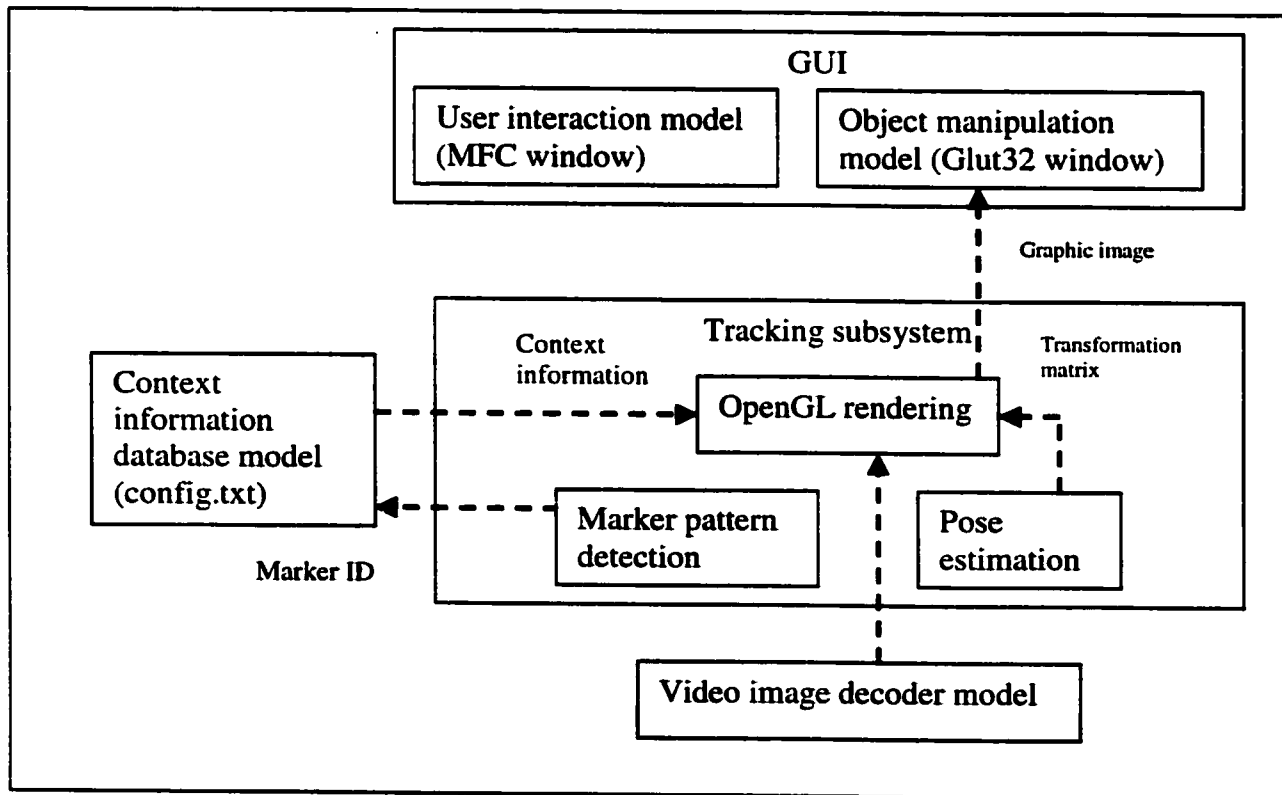 GUI
User interaction model
(MFC window)
Object manipulation
model (Glut32 window)
Graphic image
Tracking subsystem
Context
information
Transformation
matrix
Context
information
database model
(config.txt)
OpenGL rendering
Marker pattern
detection
Pose
estimation
Marker ID
Video image decoder model